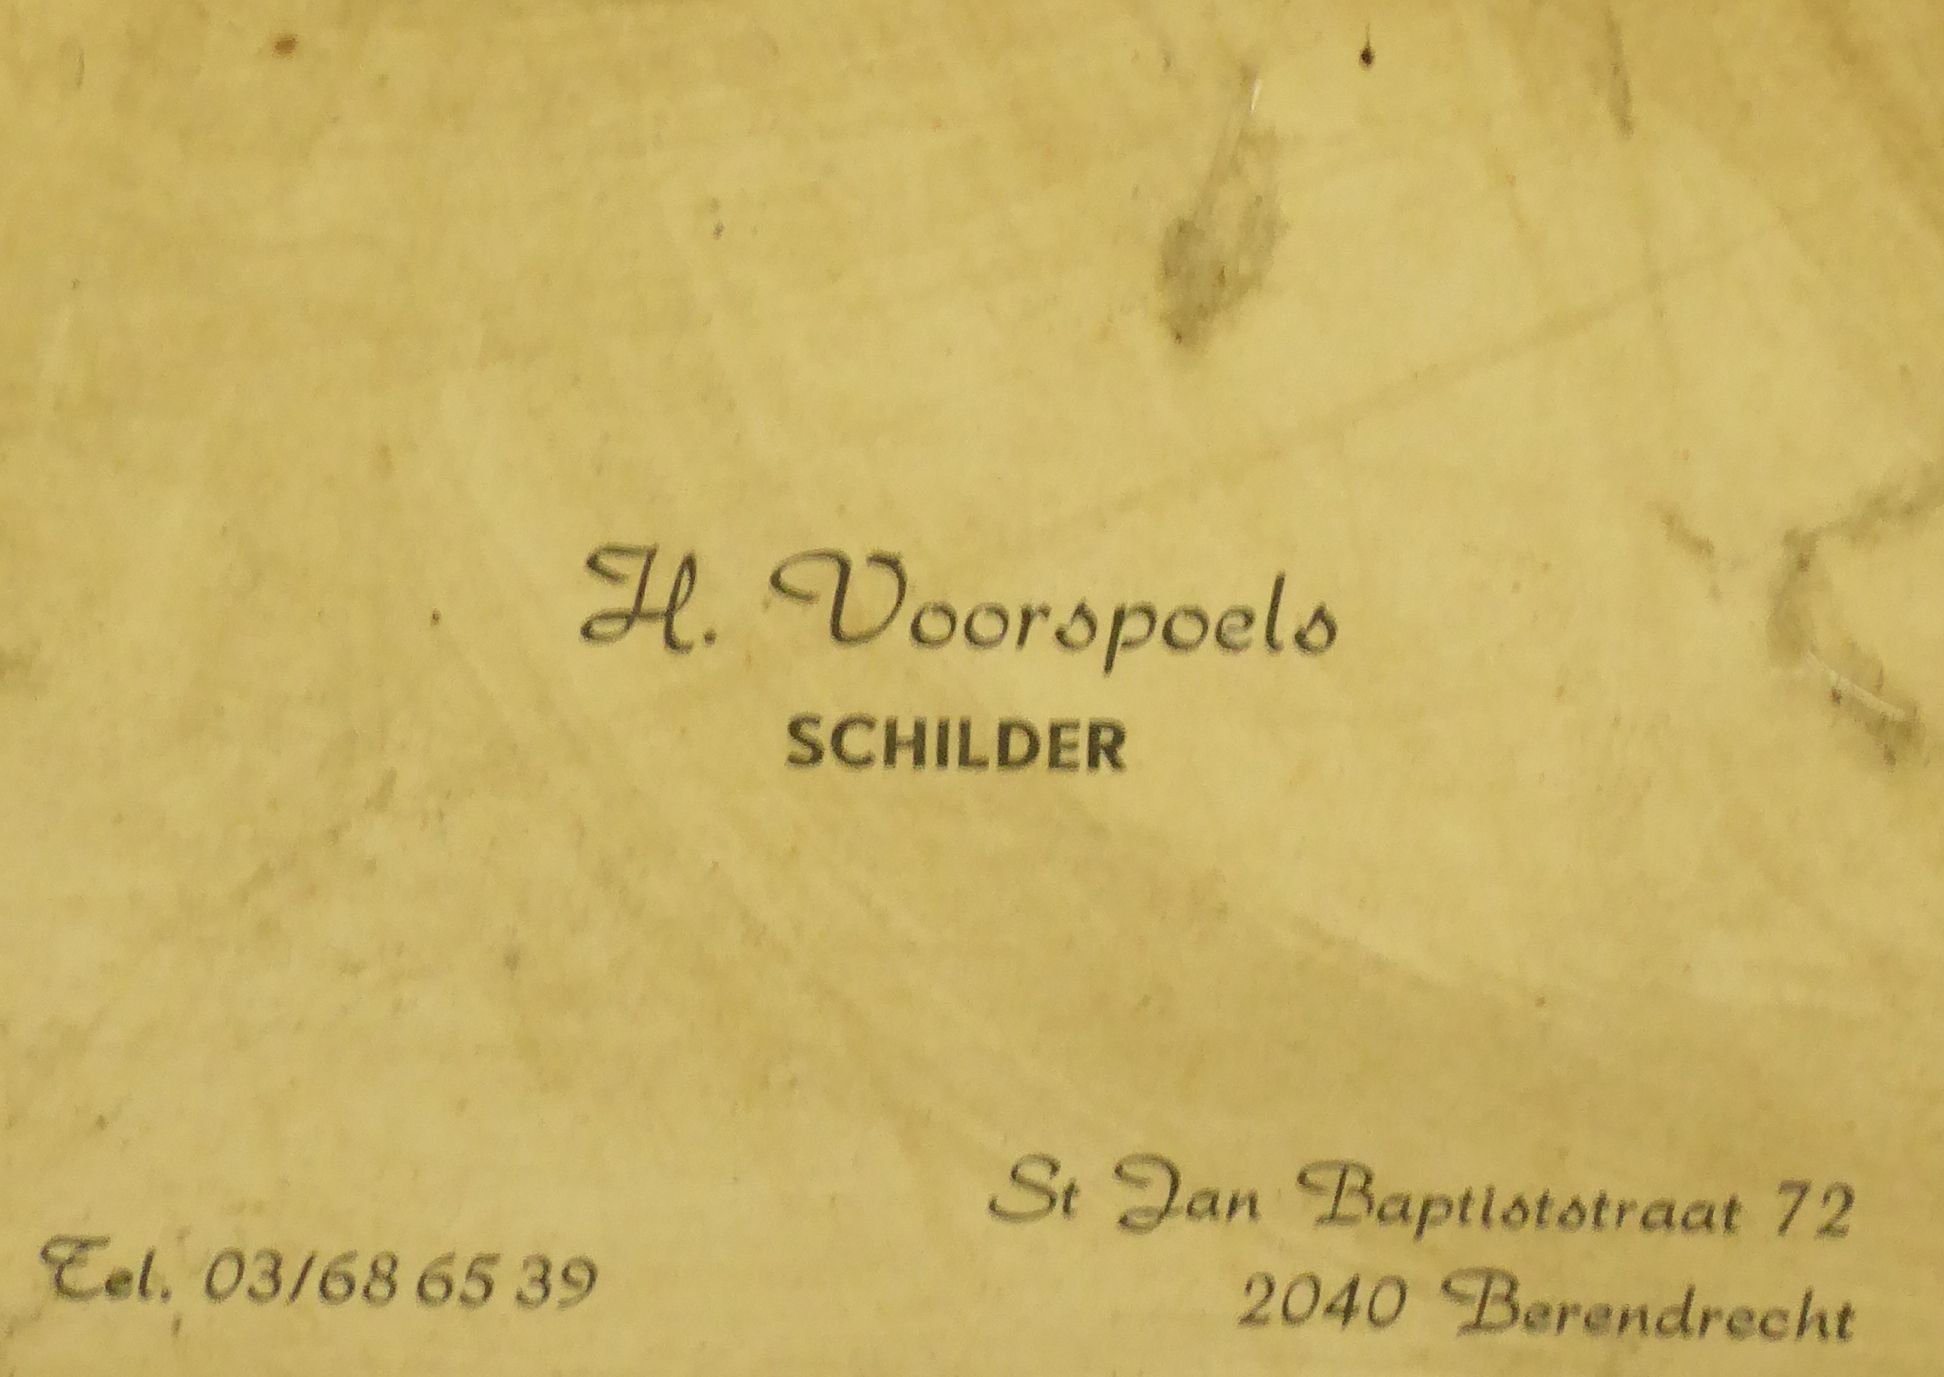 H. Voorspoels
SCHILDER
Tel. 03/68 65 39
St Jan Baptiststraat 72
2040 Berendrecht